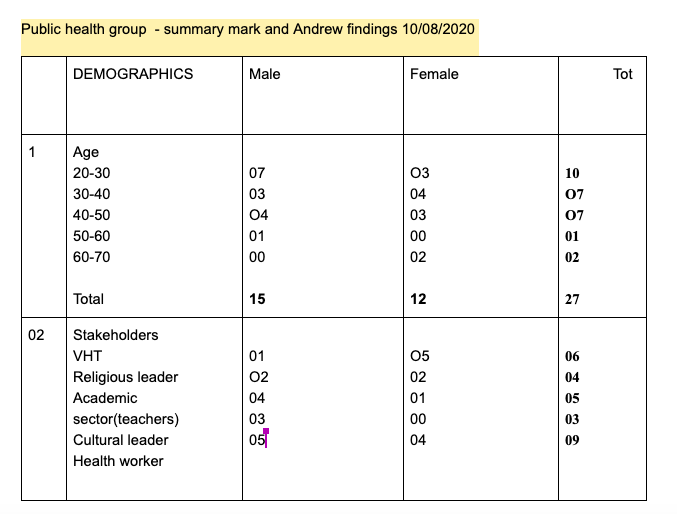 Public health group  - summary mark and Andrew findings 10/08/2020
DEMOGRAPHICS Male Female Tot
1 Age
20-30 07 O3 10
30-40 03 04 O7
40-50 O4 03 O7
50-60 01 00 01
60-70 00 02 02
Total 15 12 27
02 Stakeholders
VHT 01 O5 06
Religious leader O2 02 04
Academic 04 01 05
sector(teachers) 03 00 03
Cultural leader 05 04 09
Health worker